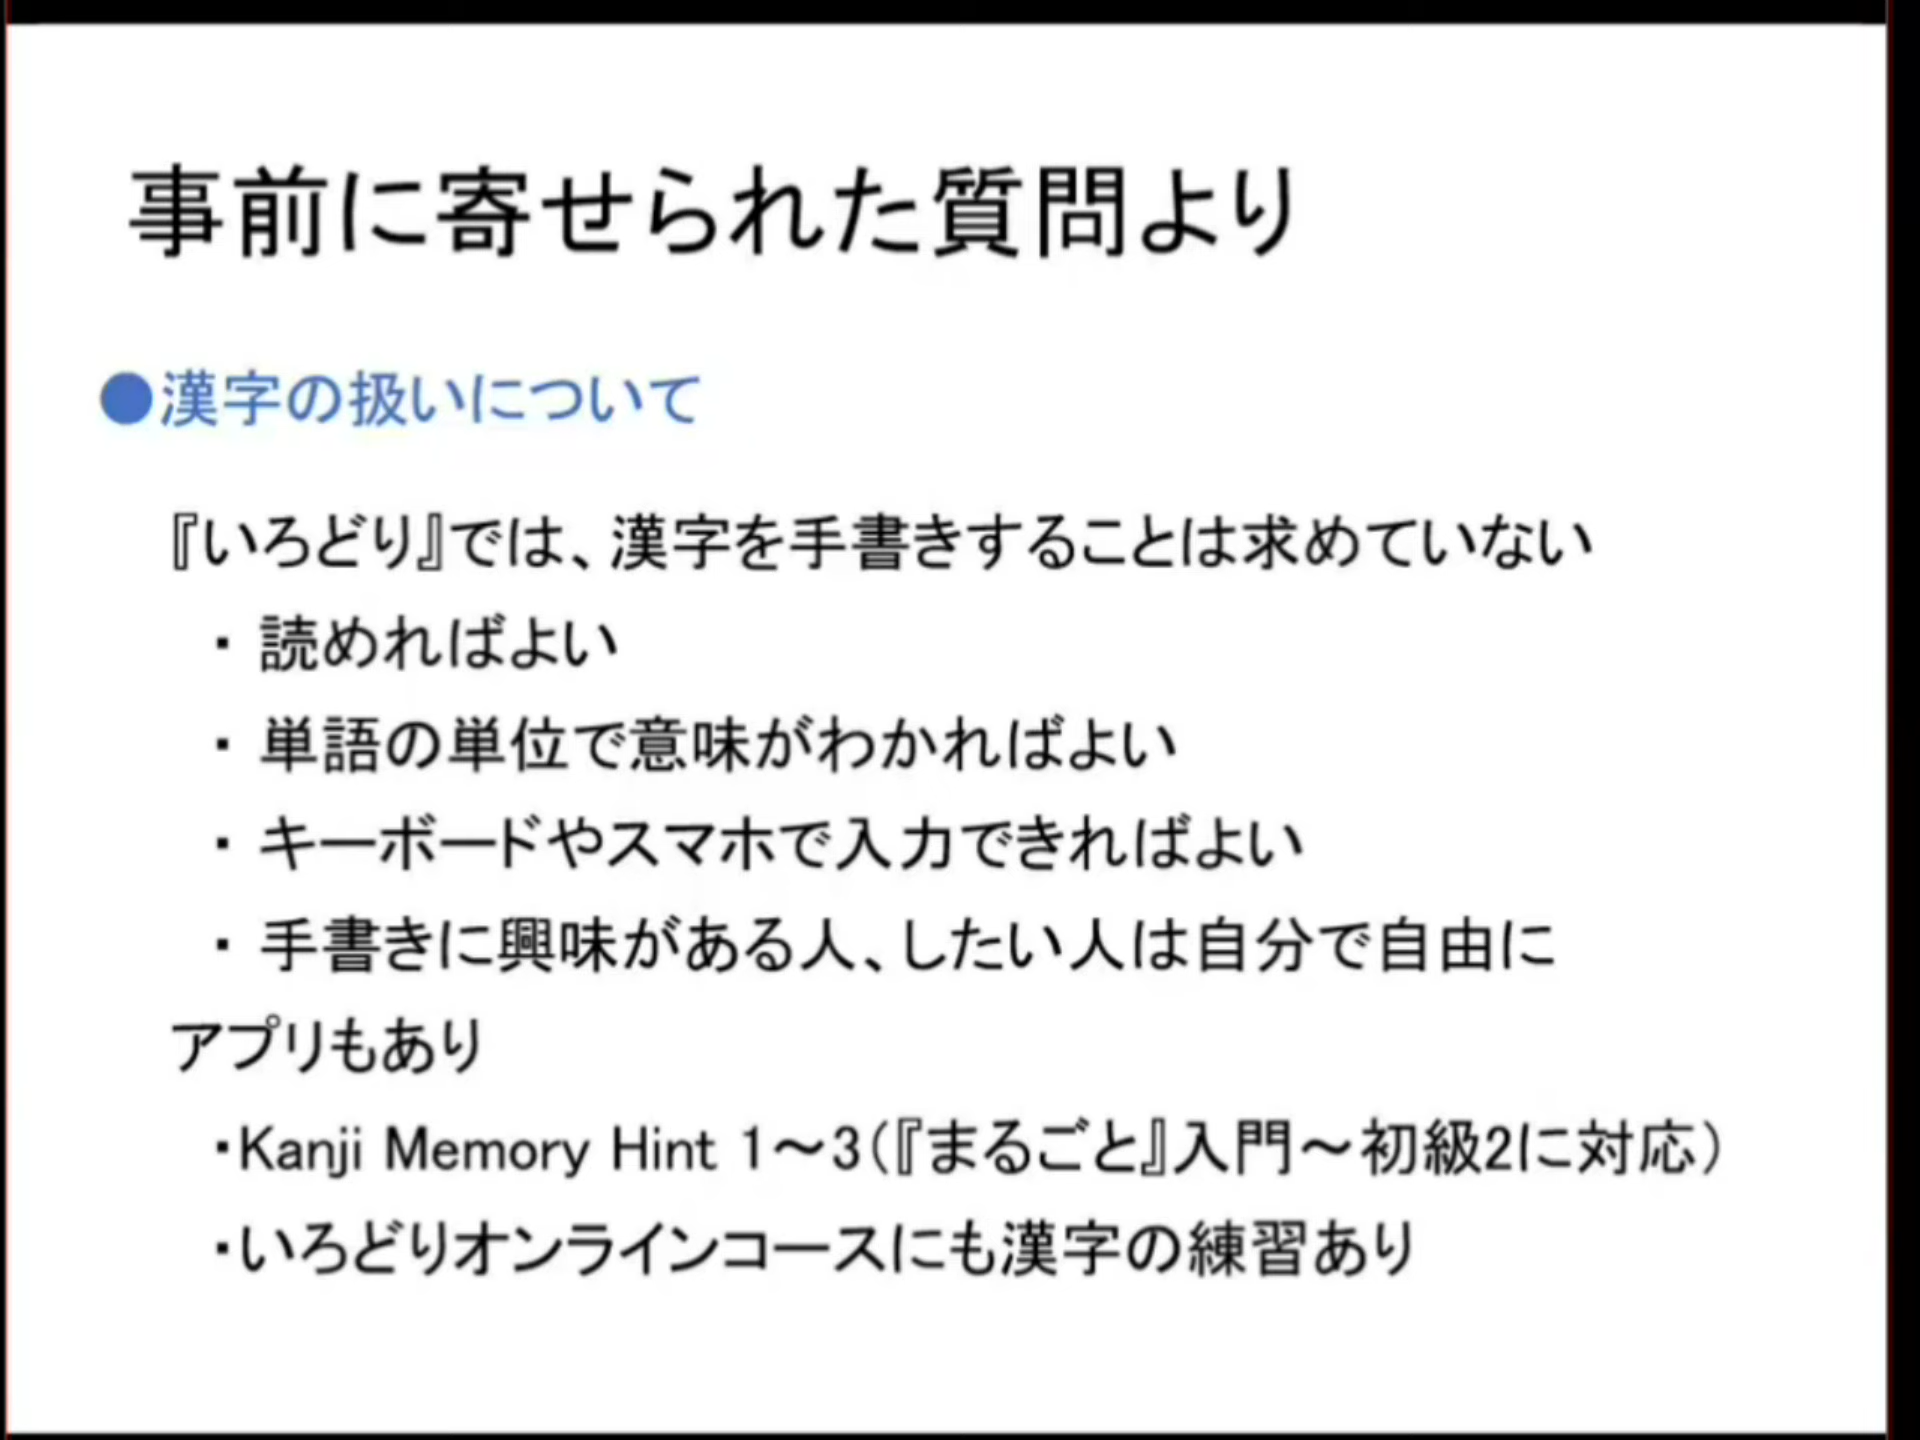 事前に寄せられた質問より
●漢字の扱いについて
『いろどり』では、漢字を手書きすることは求めていない
・ 読めればよい
・ 単語の単位で意味がわかればよい
・ キーボードやスマホで入力できればよい
・ 手書きに興味がある人、したい人は自分で自由に
アプリもあり
・Kanji Memory Hint 1～3（『まるごと』入門～初級2に対応）
・いろどりオンラインコースにも漢字の練習あり